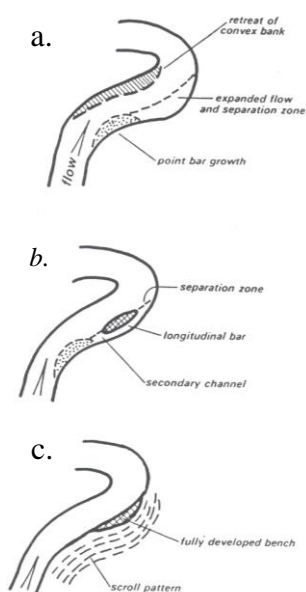 a.
retreat of
convex bank
expanded flow
and separation zone
flow
point bar growth
b.
separation zone
longitudinal bar
secondary channel
c.
fully developed bench
scroll pattern